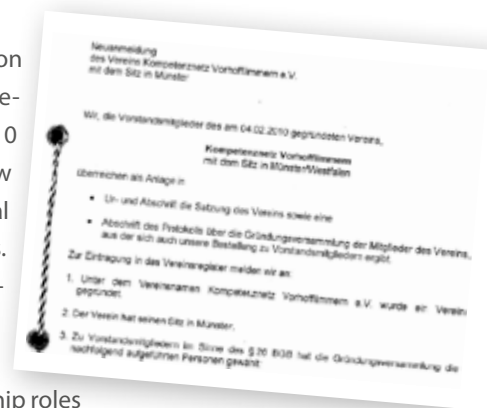 on
e-
0
w
al
s.
-
ship roles
Neuanmeldung
des Vereins Kompetenznetz Vorhofflimmern e.V.
mit dem Sitz in Münster
Wir, die Vorstandsmitglieder des am 04.02.2010 gegründeten Vereins,
Kompetenznetz Vorhofflimmern
mit dem Sitz in Münster/Westfalen
überreichen als Anlage in
• Ur- und Abschrift die Satzung des Vereins sowie eine
• Abschrift des Protokolls über die Gründungsversammlung der Mitglieder des Vereins,
aus der sich auch unsere Bestellung zu Vorstandsmitgliedern ergibt.
Zur Eintragung in das Vereinsregister melden wir an:
1. Unter dem Vereinsnamen Kompetenznetz Vorhofflimmern e.V. wurde ein Verein
gegründet.
2. Der Verein hat seinen Sitz in Münster.
3. Zu Vorstandsmitgliedern im Sinne des § 26 BGB hat die Gründungsversammlung die
nachfolgend aufgeführten Personen gewählt: